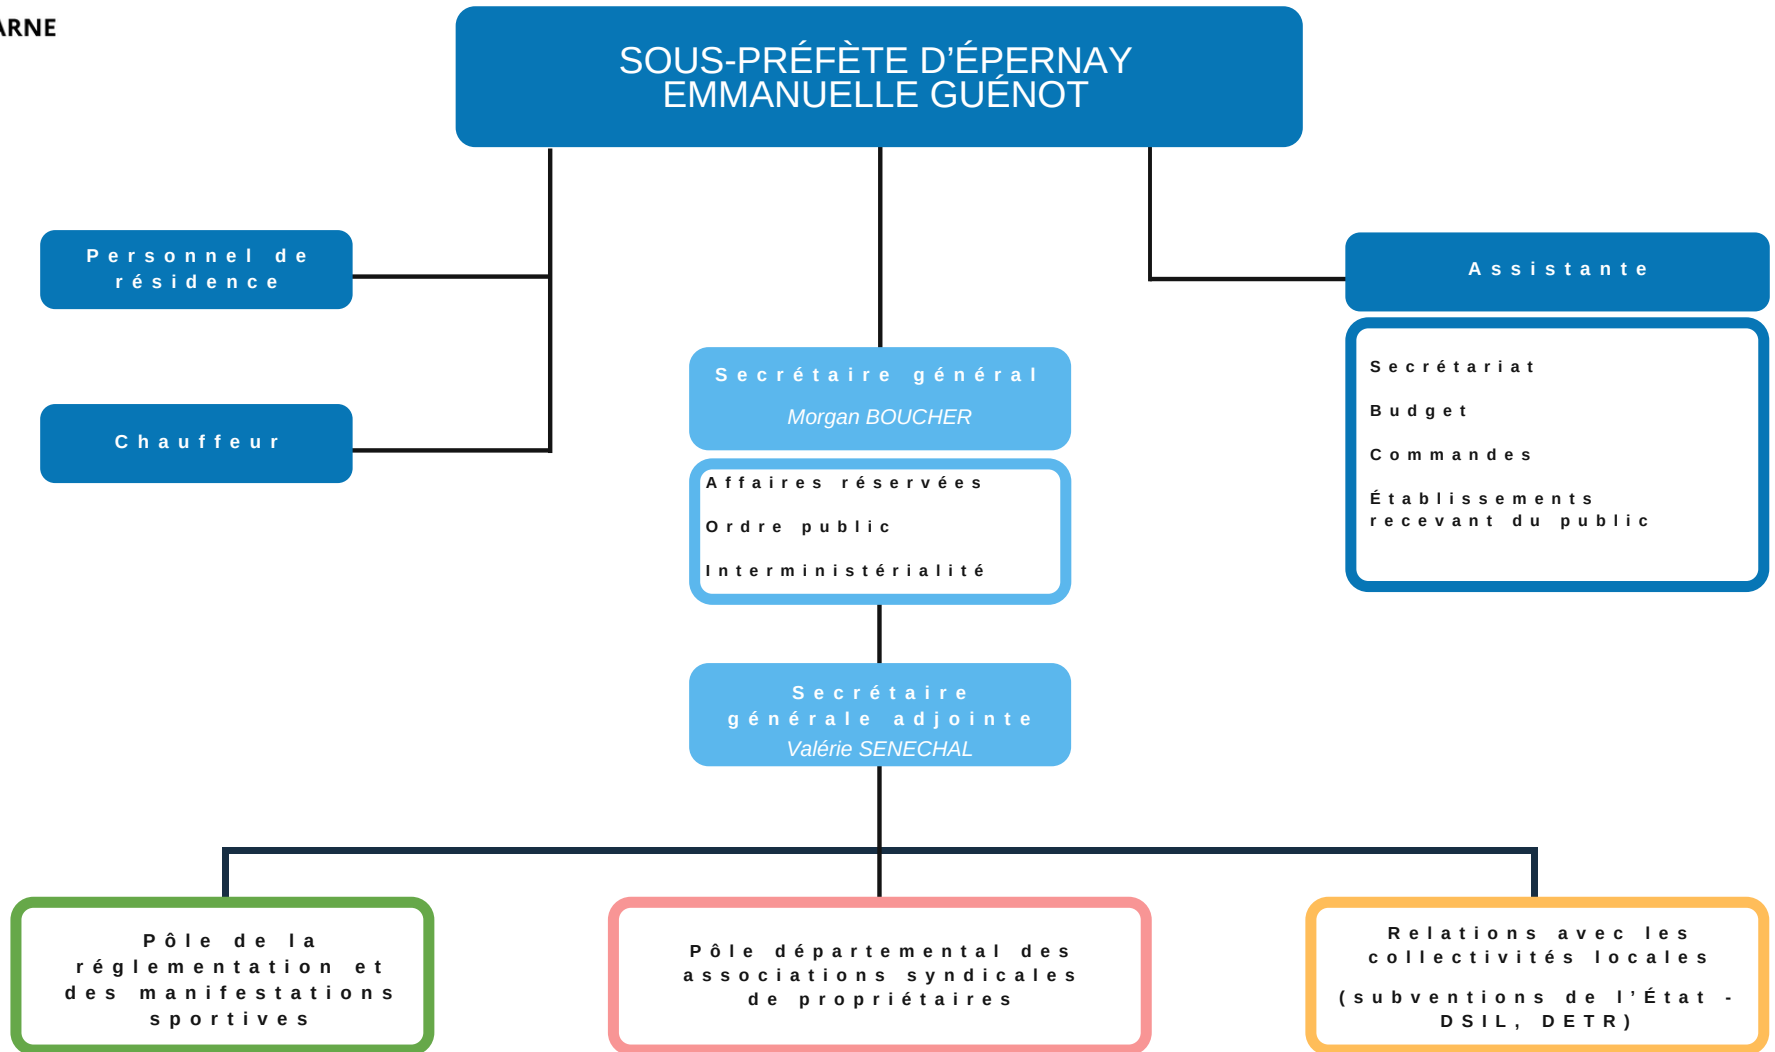 SOUS-PRÉFÈTE D’ÉPERNAY
EMMANUELLE GUÉNOT
Personnel de
résidence
Chauffeur
Assistante
Secrétariat
Budget
Commandes
Établissements
recevant du public
Secrétaire général
Morgan BOUCHER
Affaires réservées
Ordre public
Interministérialité
Secrétaire
générale adjointe
Valérie SENECHAL
Pôle de la
réglementation et
des manifestations
sportives
Pôle départemental des
associations syndicales
de propriétaires
Relations avec les
collectivités locales
(subventions de l’État -
DSIL, DETR)